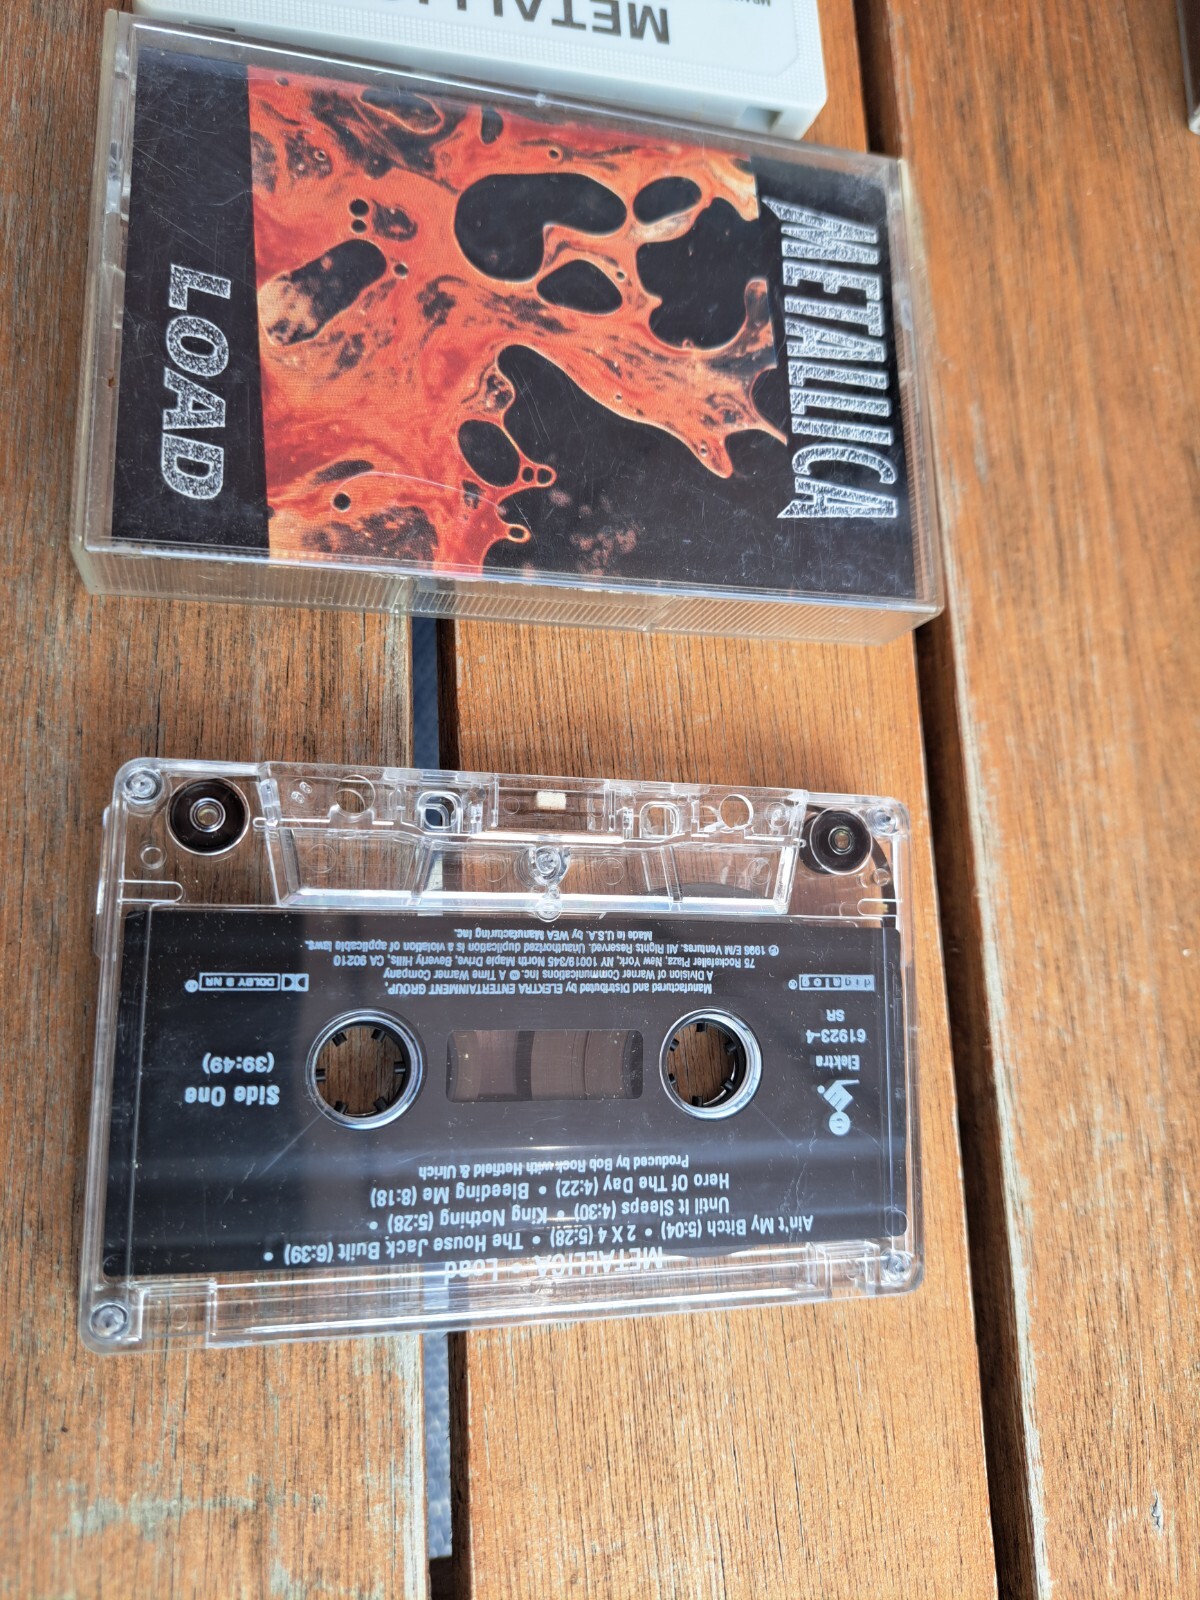 METALLICA
METALLICA
LOAD
METALLICA • Load
Ain't My Bitch (5:04) • 2 X 4 (5:28) • The House Jack Built (6:39) •
Until It Sleeps (4:30) • King Nothing (5:28) •
Hero Of The Day (4:22) • Bleeding Me (8:18)
Produced by Bob Rock with Hetfield & Ulrich
Elektra
61923-4
SR
Side One
(39:49)
digalog
DOLBY B NR
Manufactured and Distributed by ELEKTRA ENTERTAINMENT GROUP,
A Division of Warner Communications Inc. A Time Warner Company
75 Rockefeller Plaza, New York, NY 10019/345 North Maple Drive, Beverly Hills, CA 90210
℗ 1996 E/M Ventures. All Rights Reserved. Unauthorized duplication is a violation of applicable laws.
Made in U.S.A. by WEA Manufacturing Inc.